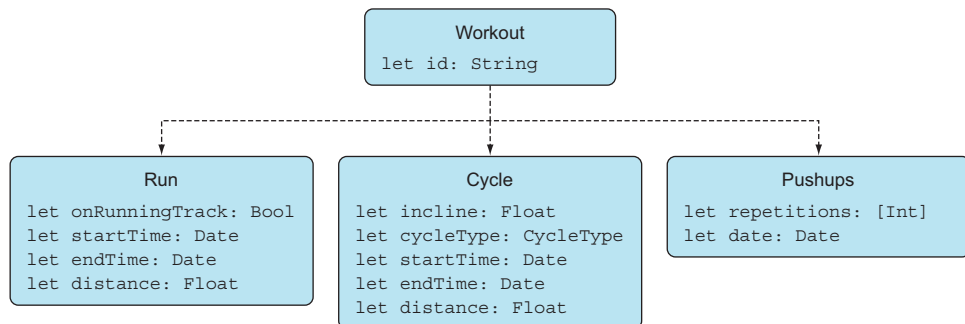 Workout
let id: String
Run
let onRunningTrack: Bool
let startTime: Date
let endTime: Date
let distance: Float
Cycle
let incline: Float
let cycleType: CycleType
let startTime: Date
let endTime: Date
let distance: Float
Pushups
let repetitions: [Int]
let date: Date